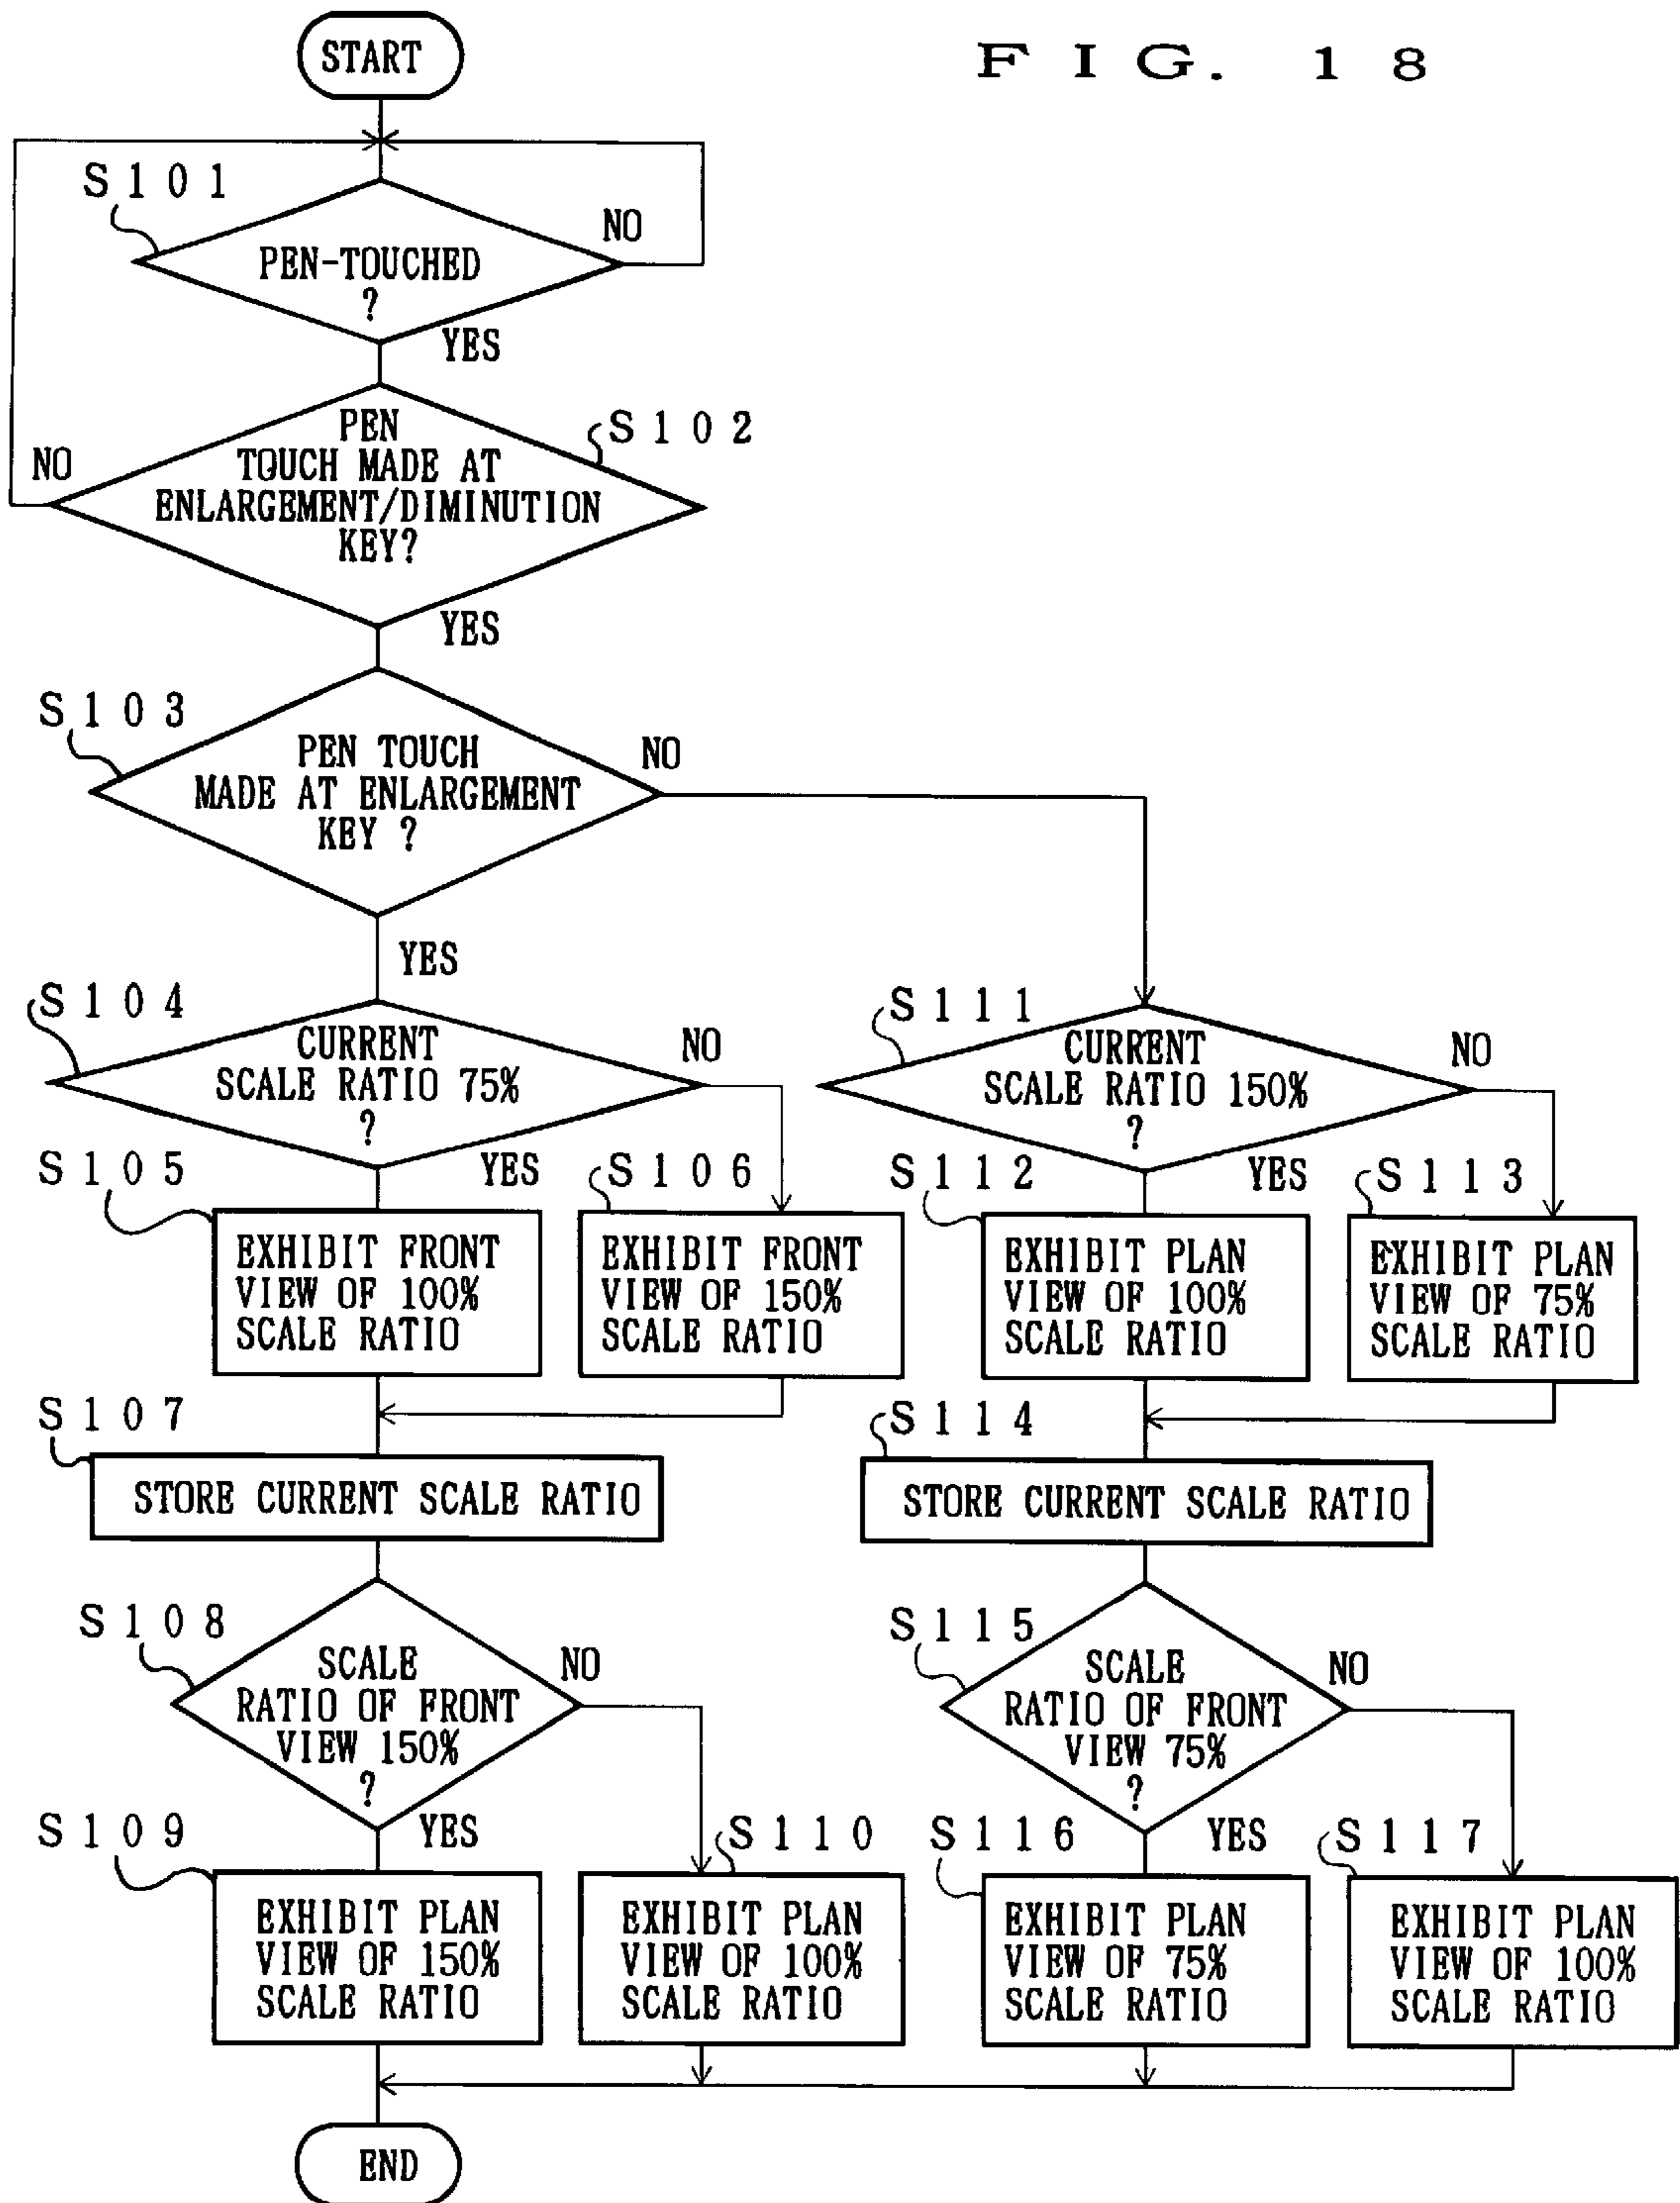 START
F I G. 1 8
S 1 0 1
NO
PEN-TOUCHED
?
YES
PEN
S 1 0 2
NO
TOUCH MADE AT
ENLARGEMENT/DIMINUTION
KEY?
YES
S 1 0 3
PEN TOUCH
NO
MADE AT ENLARGEMENT
KEY ?
YES
S 1 0 4
CURRENT
SCALE RATIO 75%
?
NO
YES
S 1 0 5
EXHIBIT FRONT
VIEW OF 100%
SCALE RATIO
S 1 0 6
EXHIBIT FRONT
VIEW OF 150%
SCALE RATIO
S 1 1 1
CURRENT
SCALE RATIO 150%
?
NO
YES
S 1 1 2
EXHIBIT PLAN
VIEW OF 100%
SCALE RATIO
S 1 1 3
EXHIBIT PLAN
VIEW OF 75%
SCALE RATIO
S 1 0 7
STORE CURRENT SCALE RATIO
S 1 1 4
STORE CURRENT SCALE RATIO
S 1 0 8
SCALE
RATIO OF FRONT
VIEW 150%
?
NO
YES
S 1 1 5
SCALE
RATIO OF FRONT
VIEW 75%
?
NO
YES
S 1 0 9
EXHIBIT PLAN
VIEW OF 150%
SCALE RATIO
S 1 1 0
EXHIBIT PLAN
VIEW OF 100%
SCALE RATIO
S 1 1 6
EXHIBIT PLAN
VIEW OF 75%
SCALE RATIO
S 1 1 7
EXHIBIT PLAN
VIEW OF 100%
SCALE RATIO
END